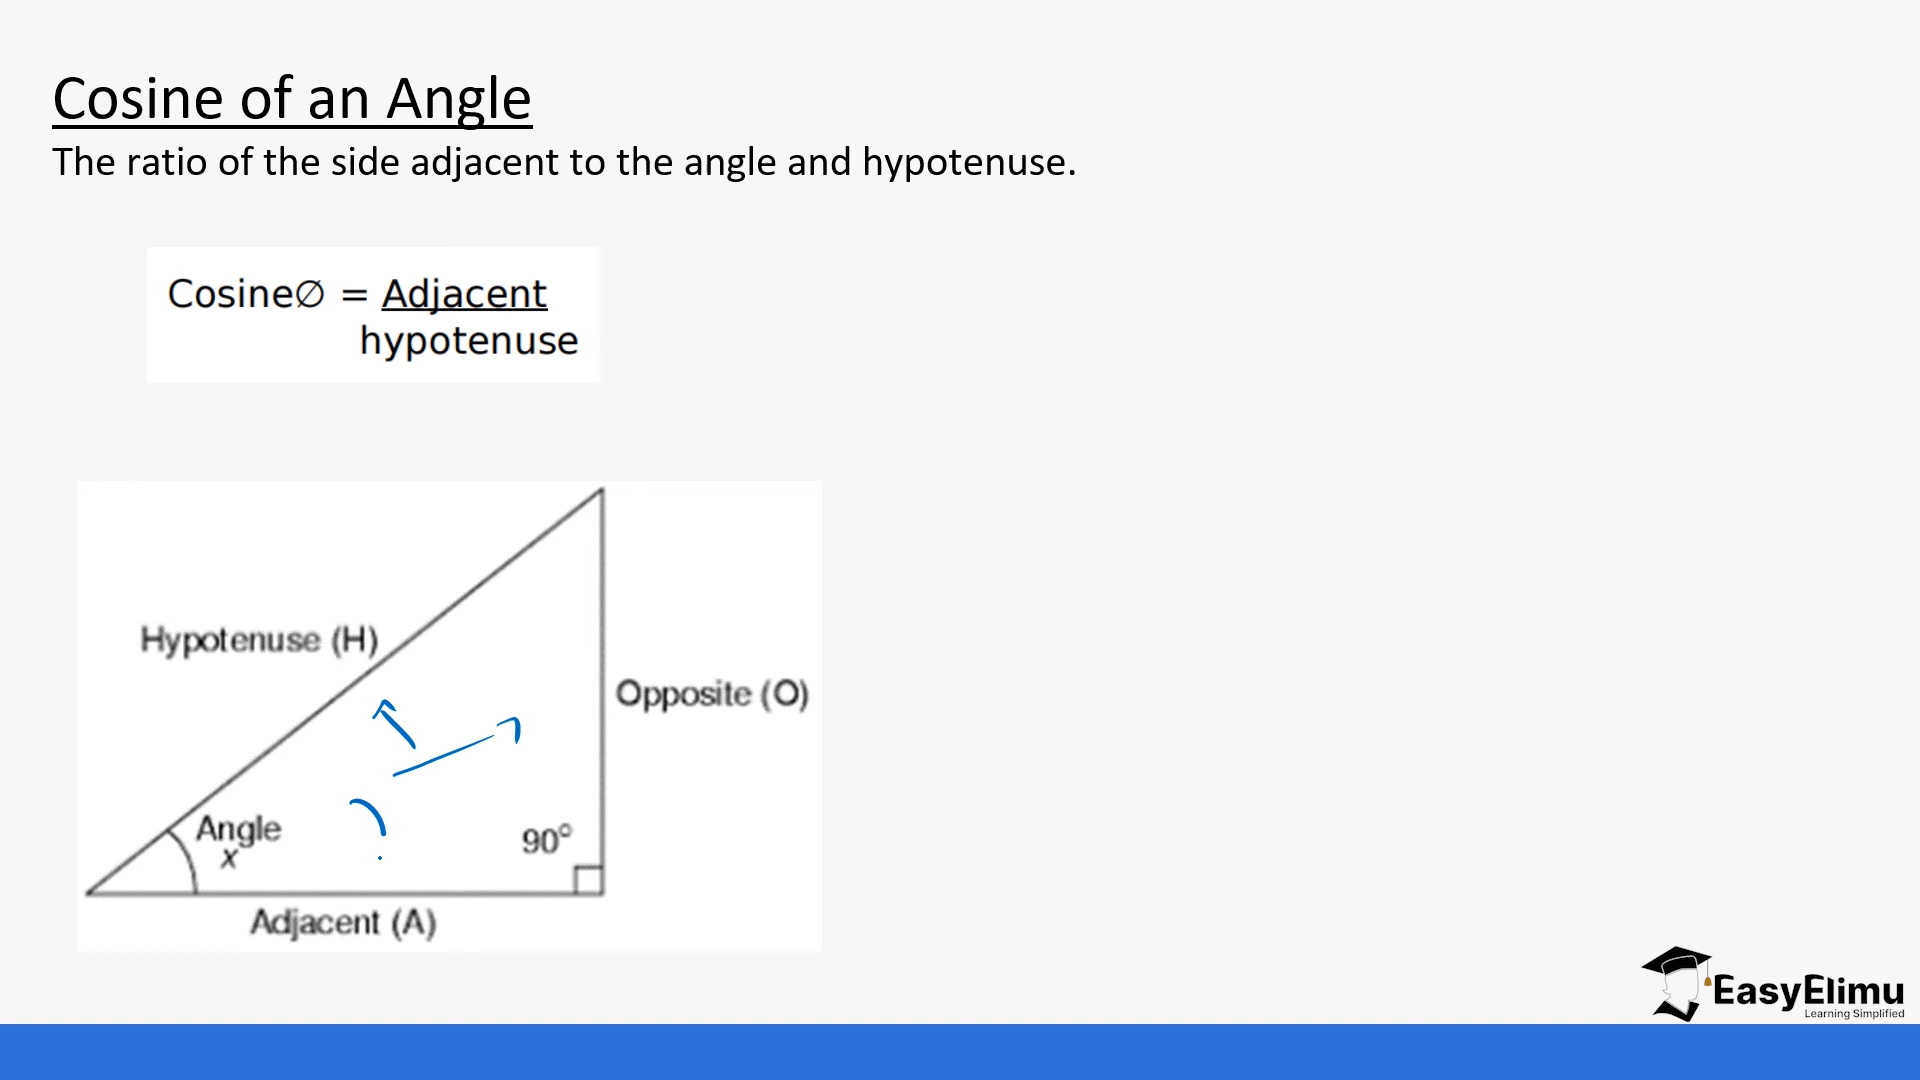 Cosine of an Angle
The ratio of the side adjacent to the angle and hypotenuse.
Cosine∅ = Adjacent
hypotenuse
Hypotenuse (H)
Opposite (O)
Angle
x
90°
Adjacent (A)
EasyElimu
Learning Simplified